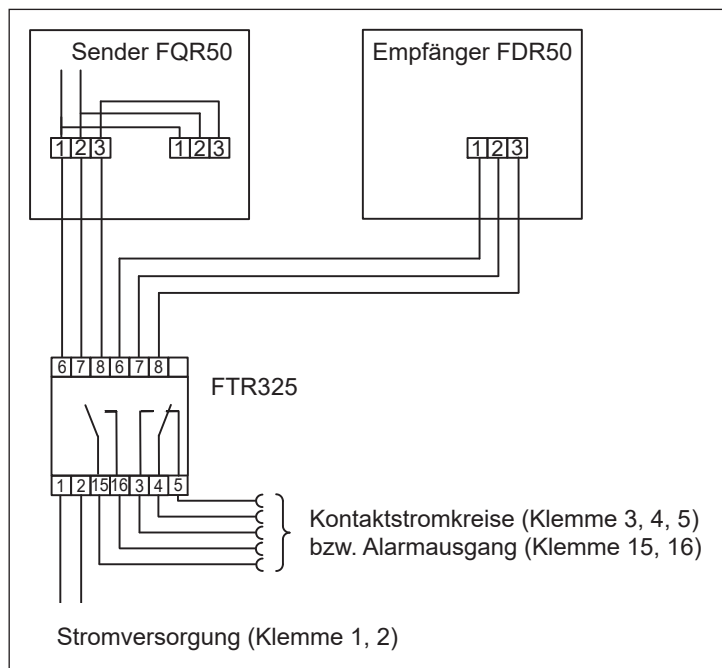 Sender FQR50 Empfänger FDR50
1 2 3 1 2 3 1 2 3
6 7 8 6 7 8
FTR325
1 2 15 16 3 4 5
Kontaktstromkreise (Klemme 3, 4, 5)
bzw. Alarmausgang (Klemme 15, 16)
Stromversorgung (Klemme 1, 2)